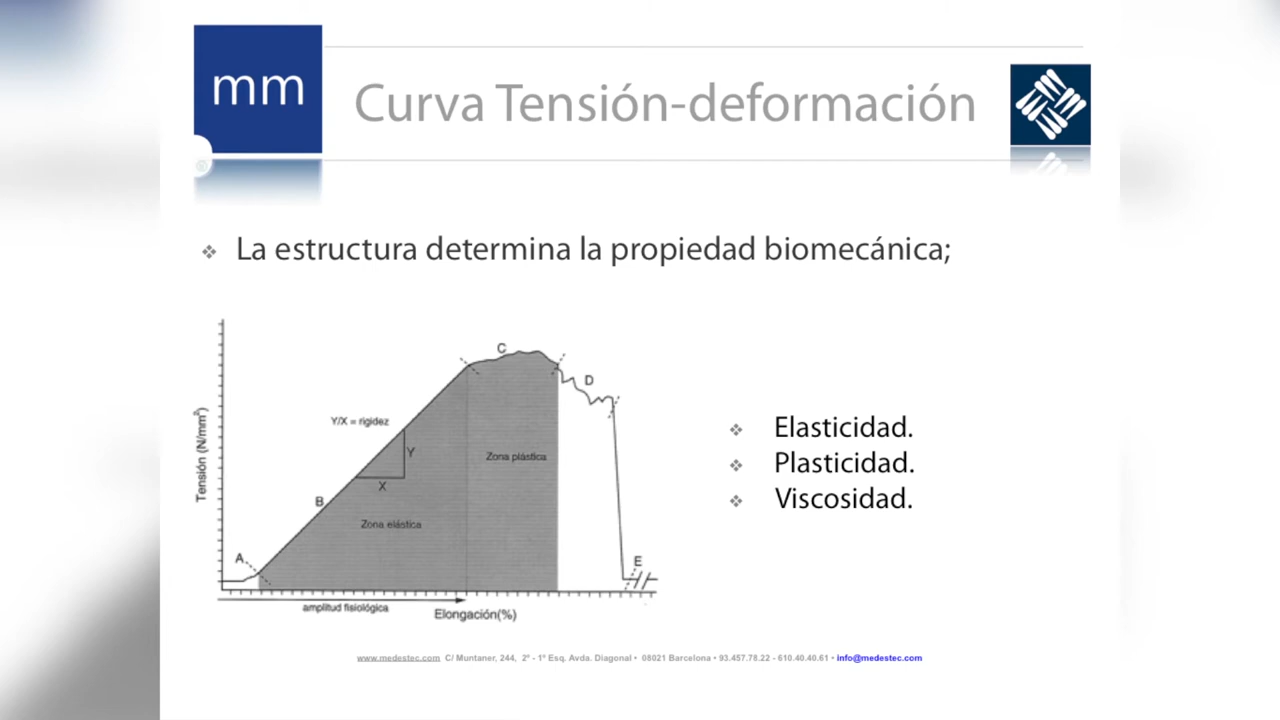 mm
Curva Tensión-deformación
La estructura determina la propiedad biomecánica;
C
D
Y/X = rigidez
Y
X
Zona plástica
Tensión (N/mm²)
B
Zona elástica
A
E
amplitud fisiológica
Elongación(%)
Elasticidad.
Plasticidad.
Viscosidad.
www.medestec.com C/ Muntaner, 244, 2º - 1º Esq. Avda. Diagonal • 08021 Barcelona • 93.457.78.22 - 610.40.40.61 • info@medestec.com